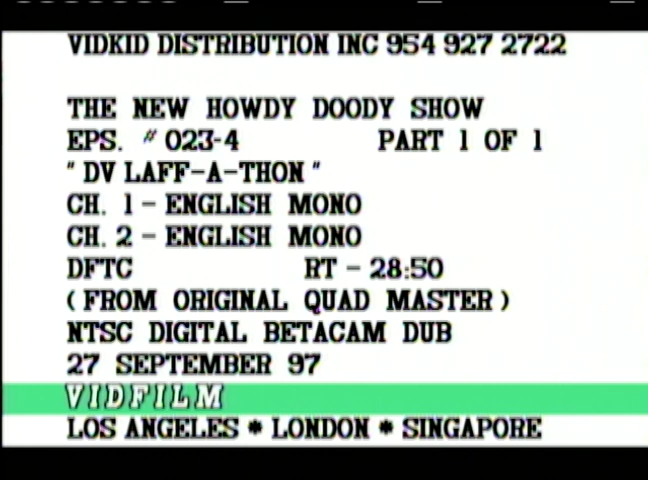 VIDKID DISTRIBUTION INC 954 927 2722
THE NEW HOWDY DOODY SHOW
EPS. # 023-4 PART 1 OF 1
" DV LAFF-A-THON "
CH. 1 - ENGLISH MONO
CH. 2 - ENGLISH MONO
DFTC RT - 28:50
( FROM ORIGINAL QUAD MASTER )
NTSC DIGITAL BETACAM DUB
27 SEPTEMBER 97
VIDFILM
LOS ANGELES * LONDON * SINGAPORE